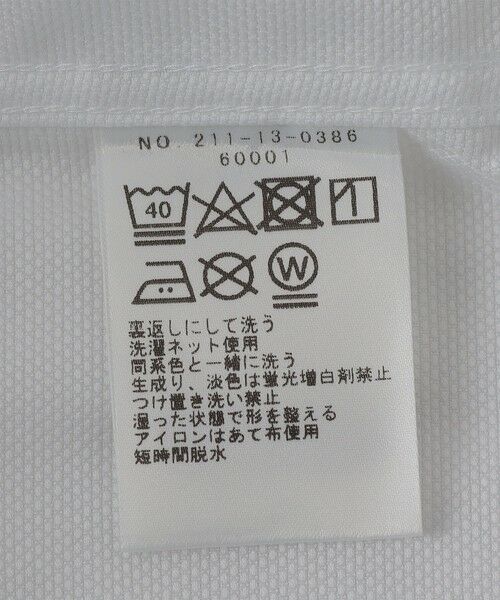 NO 211-13-0386
60001
40
W
裏返しにして洗う
洗濯ネット使用
同系色と一緒に洗う
生成り、淡色は蛍光増白剤禁止
つけ置き洗い禁止
湿った状態で形を整える
アイロンはあて布使用
短時間脱水